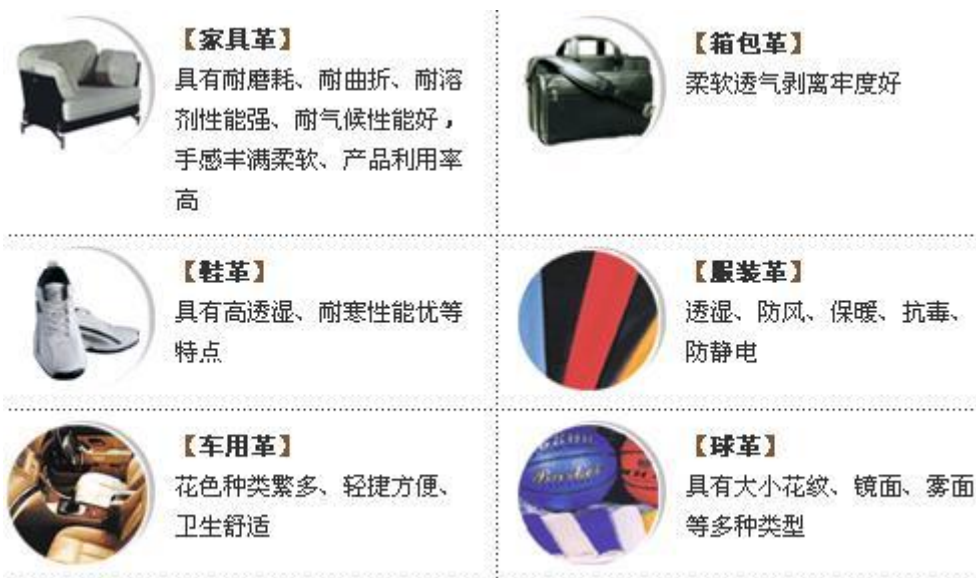 【家具革】
具有耐磨耗、耐曲折、耐溶
剂性能强、耐气候性能好，
手感丰满柔软、产品利用率
高
【箱包革】
柔软透气剥离牢度好
【鞋革】
具有高透湿、耐寒性能优等
特点
【服装革】
透湿、防风、保暖、抗毒、
防静电
【车用革】
花色种类繁多、轻捷方便、
卫生舒适
【球革】
具有大小花纹、镜面、雾面
等多种类型